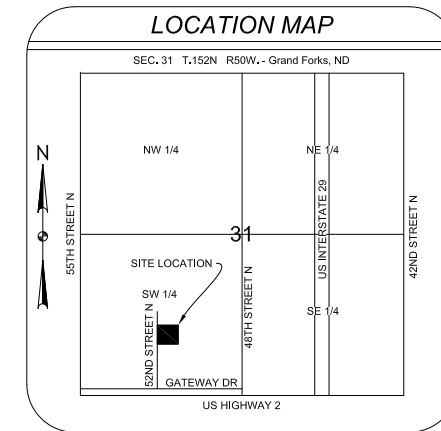 LOCATION MAP
SEC. 31 T.152N R50W. - Grand Forks, ND
N
NW 1/4
NE 1/4
55TH STREET N
31
US INTERSTATE 29
42ND STREET N
SITE LOCATION
SW 1/4
48TH STREET N
SE 1/4
52ND STREET N
GATEWAY DR
US HIGHWAY 2